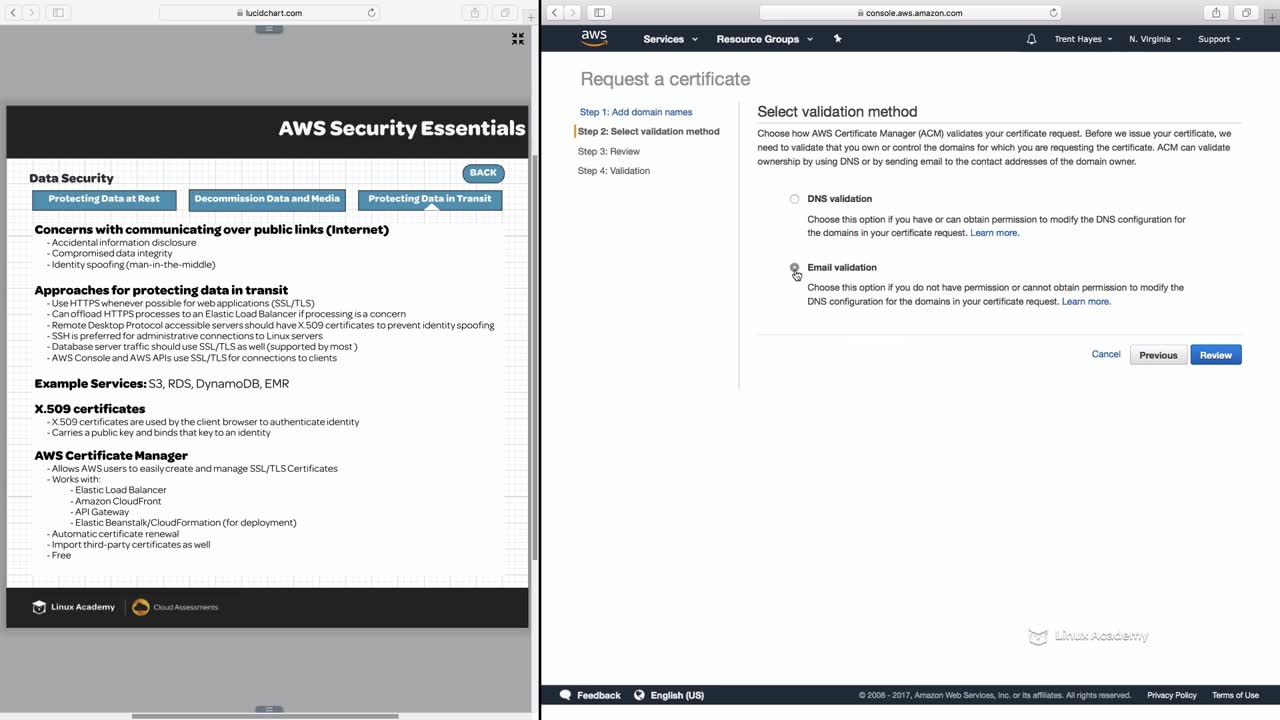 lucidchart.com
AWS Security Essentials
Data Security
BACK
Protecting Data at Rest
Decommission Data and Media
Protecting Data in Transit
Concerns with communicating over public links (Internet)
- Accidental information disclosure
- Compromised data integrity
- Identity spoofing (man-in-the-middle)
Approaches for protecting data in transit
- Use HTTPS whenever possible for web applications (SSL/TLS)
- Can offload HTTPS processes to an Elastic Load Balancer if processing is a concern
- Remote Desktop Protocol accessible servers should have X.509 certificates to prevent identity spoofing
- SSH is preferred for administrative connections to Linux servers
- Database server traffic should use SSL/TLS as well (supported by most )
- AWS Console and AWS APIs use SSL/TLS for connections to clients
Example Services: S3, RDS, DynamoDB, EMR
X.509 certificates
- X.509 certificates are used by the client browser to authenticate identity
- Carries a public key and binds that key to an identity
AWS Certificate Manager
- Allows AWS users to easily create and manage SSL/TLS Certificates
- Works with:
- Elastic Load Balancer
- Amazon CloudFront
- API Gateway
- Elastic Beanstalk/CloudFormation (for deployment)
- Automatic certificate renewal
- Import third-party certificates as well
- Free
Linux Academy
Cloud Assessments
console.aws.amazon.com
aws
Services
Resource Groups
Trent Hayes
N. Virginia
Support
Request a certificate
Step 1: Add domain names
Step 2: Select validation method
Step 3: Review
Step 4: Validation
Select validation method
Choose how AWS Certificate Manager (ACM) validates your certificate request. Before we issue your certificate, we
need to validate that you own or control the domains for which you are requesting the certificate. ACM can validate
ownership by using DNS or by sending email to the contact addresses of the domain owner.
DNS validation
Choose this option if you have or can obtain permission to modify the DNS configuration for
the domains in your certificate request. Learn more.
Email validation
Choose this option if you do not have permission or cannot obtain permission to modify the
DNS configuration for the domains in your certificate request. Learn more.
Cancel
Previous
Review
Linux Academy
Feedback
English (US)
© 2008 - 2017, Amazon Web Services, Inc. or its affiliates. All rights reserved.
Privacy Policy
Terms of Use